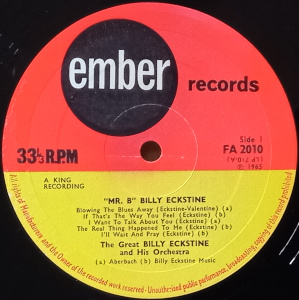 ember
records
Side 1
FA 2010
(LP 710-A)
℗ 1965
33⅓ R.P.M
A KING
RECORDING
"MR. B" BILLY ECKSTINE
Blowing The Blues Away (Eckstine-Valentine) (a)
If That's The Way You Feel (Eckstine) (b)
I Want To Talk About You (Eckstine) (a)
The Real Thing Happened To Me (Eckstine) (b)
I'll Wait And Pray (Eckstine) (b)
The Great BILLY ECKSTINE
and His Orchestra
(a) Aberbach (b) Billy Eckstine Music
All rights of the Manufacturer and the Owner of the recorded work reserved - Unauthorised public performance, broadcasting, copying of this record prohibited